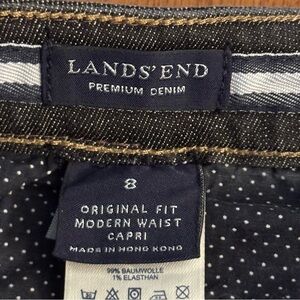 LANDS' END
PREMIUM DENIM
8
ORIGINAL FIT
MODERN WAIST
CAPRI
MADE IN HONG KONG
99% BAUMWOLLE
1% ELASTHAN